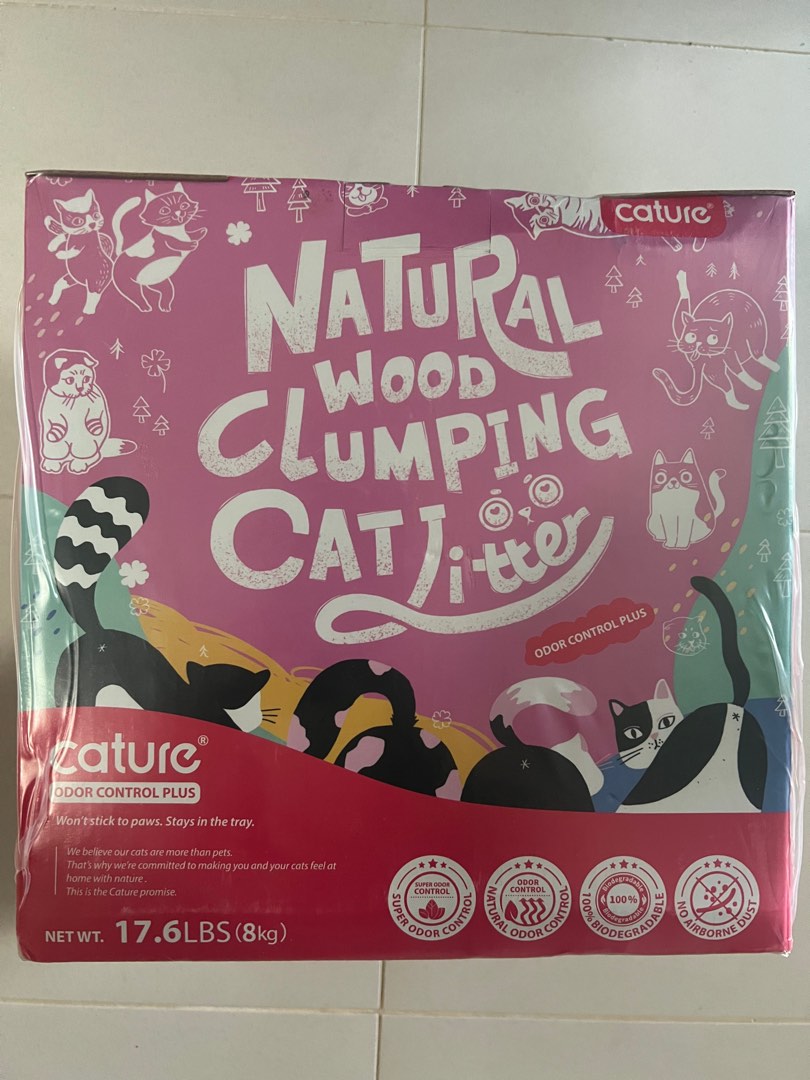 cature®
NATURAL
WOOD
CLUMPING
CAT Litter
ODOR CONTROL PLUS
cature®
ODOR CONTROL PLUS
Won't stick to paws. Stays in the tray.
We believe our cats are more than pets.
That's why we're committed to making you and your cats feel at
home with nature .
This is the Cature promise.
NET WT. 17.6LBS (8kg)
SUPER ODOR
CONTROL
SUPER ODOR CONTROL
ODOR
CONTROL
NATURAL ODOR CONTROL
Biodegradable
100%
Biodegradable
100% BIODEGRADABLE
NO AIRBORNE DUST